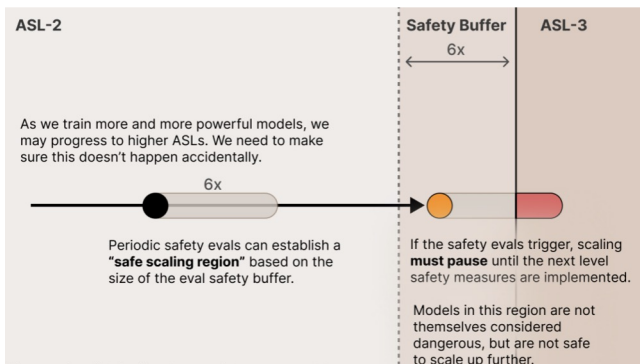 ASL-2
Safety Buffer
ASL-3
6x
As we train more and more powerful models, we
may progress to higher ASLs. We need to make
sure this doesn’t happen accidentally.
6x
Periodic safety evals can establish a
“safe scaling region” based on the
size of the eval safety buffer.
If the safety evals trigger, scaling
must pause until the next level
safety measures are implemented.
Models in this region are not
themselves considered
dangerous, but are not safe
to scale up further.